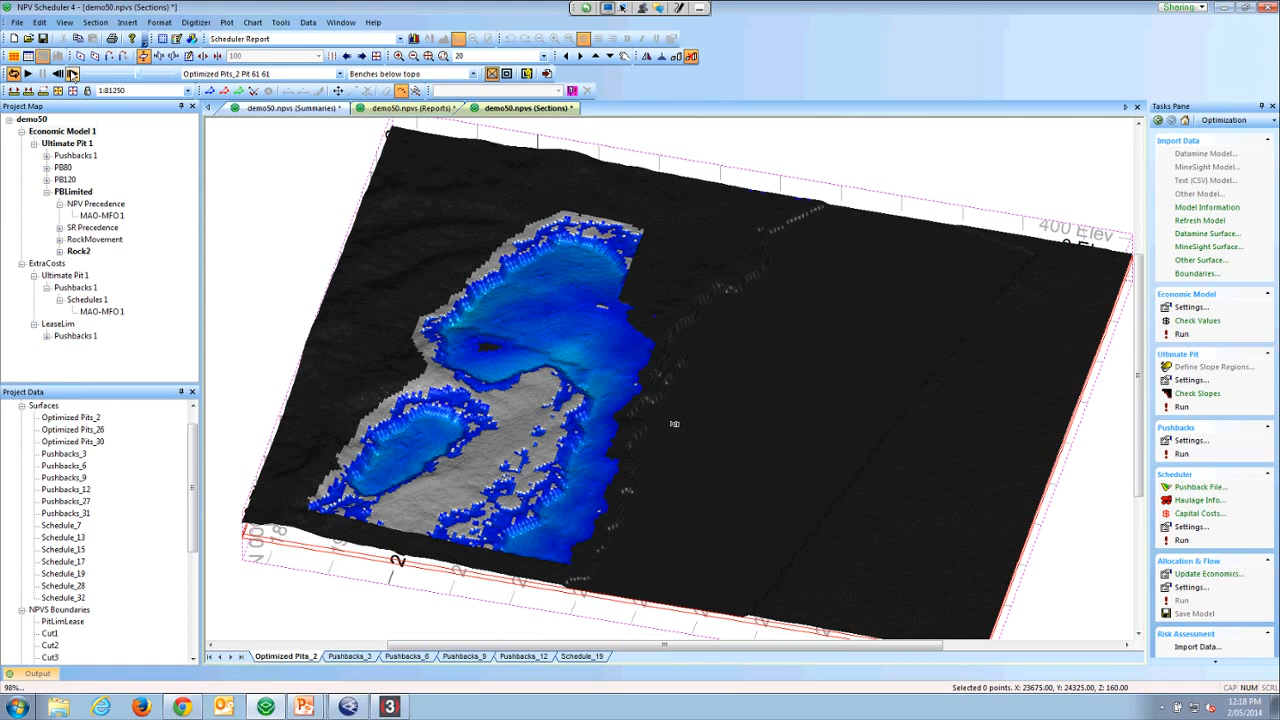 NPV Scheduler 4 - [demo50.npvs (Sections) *]
Sharing
File Edit View Section Insert Format Digitizer Plot Chart Tools Data Window Help
Scheduler Report
100
20
Optimized Pits_2 Pit 61 61
Benches below topo
1:81250
Project Map
demo50
Economic Model 1
Ultimate Pit 1
Pushbacks 1
PB80
PB120
PBLimited
NPV Precedence
MAO-MFO 1
SR Precedence
RockMovement
Rock2
ExtraCosts
Ultimate Pit 1
Pushbacks 1
Schedules 1
MAO-MFO 1
LeaseLim
Pushbacks 1
Project Data
Surfaces
Optimized Pits_2
Optimized Pits_26
Optimized Pits_30
Pushbacks_3
Pushbacks_6
Pushbacks_9
Pushbacks_12
Pushbacks_27
Pushbacks_31
Schedule_7
Schedule_13
Schedule_15
Schedule_17
Schedule_19
Schedule_28
Schedule_32
NPVS Boundaries
PitLimLease
Cut1
Cut2
Cut3
demo50.npvs (Summaries) *
demo50.npvs (Reports) *
demo50.npvs (Sections) *
400 Elev
Optimized Pits_2
Pushbacks_3
Pushbacks_6
Pushbacks_9
Pushbacks_12
Schedule_19
Tasks Pane
Optimization
Import Data
Datamine Model...
MineSight Model...
Text (CSV) Model...
Other Model...
Model Information
Refresh Model
Datamine Surface...
MineSight Surface...
Other Surface...
Boundaries...
Economic Model
Settings...
Check Values
Run
Ultimate Pit
Define Slope Regions...
Settings...
Check Slopes
Run
Pushbacks
Settings...
Run
Scheduler
Pushback File...
Haulage Info...
Capital Costs...
Settings...
Run
Allocation & Flow
Update Economics...
Settings...
Run
Save Model
Risk Assessment
Import Data...
Output
98%...
Selected 0 points. X: 23675.00, Y: 24325.00, Z: 160.00
CAP NUM SCRL
12:18 PM
2/05/2014